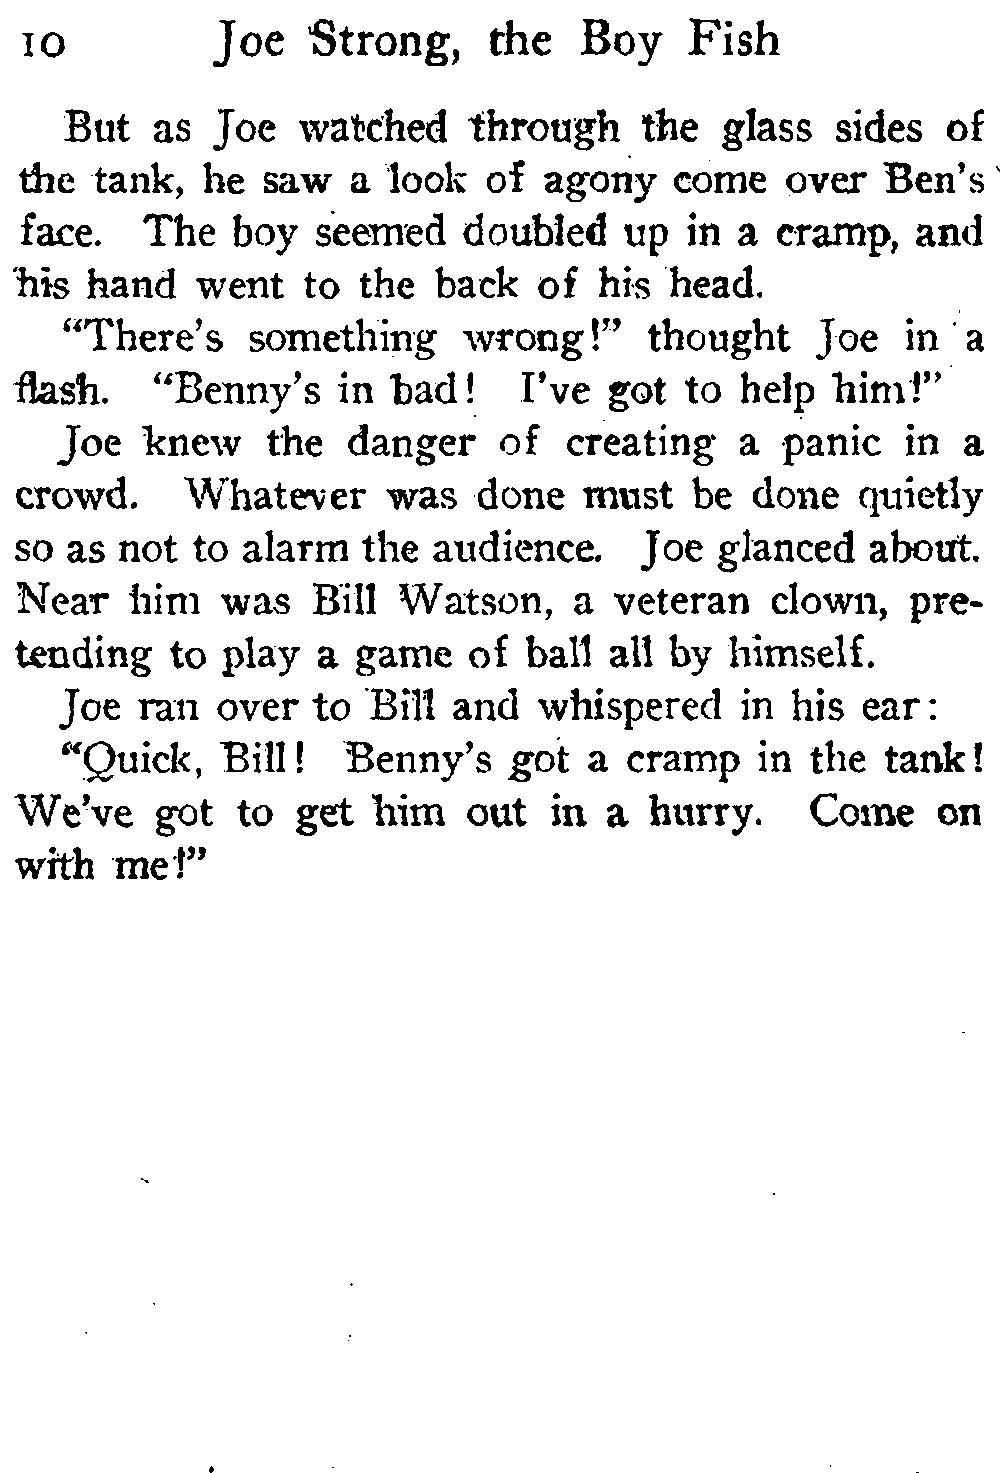 10 Joe Strong, the Boy Fish
But as Joe watched through the glass sides of
the tank, he saw a look of agony come over Ben's
face. The boy seemed doubled up in a cramp, and
his hand went to the back of his head.
“There's something wrong!” thought Joe in a
flash. “Benny's in bad! I've got to help him!”
Joe knew the danger of creating a panic in a
crowd. Whatever was done must be done quietly
so as not to alarm the audience. Joe glanced about.
Near him was Bill Watson, a veteran clown, pre-
tending to play a game of ball all by himself.
Joe ran over to Bill and whispered in his ear:
“Quick, Bill! Benny's got a cramp in the tank!
We've got to get him out in a hurry. Come on
with me!”